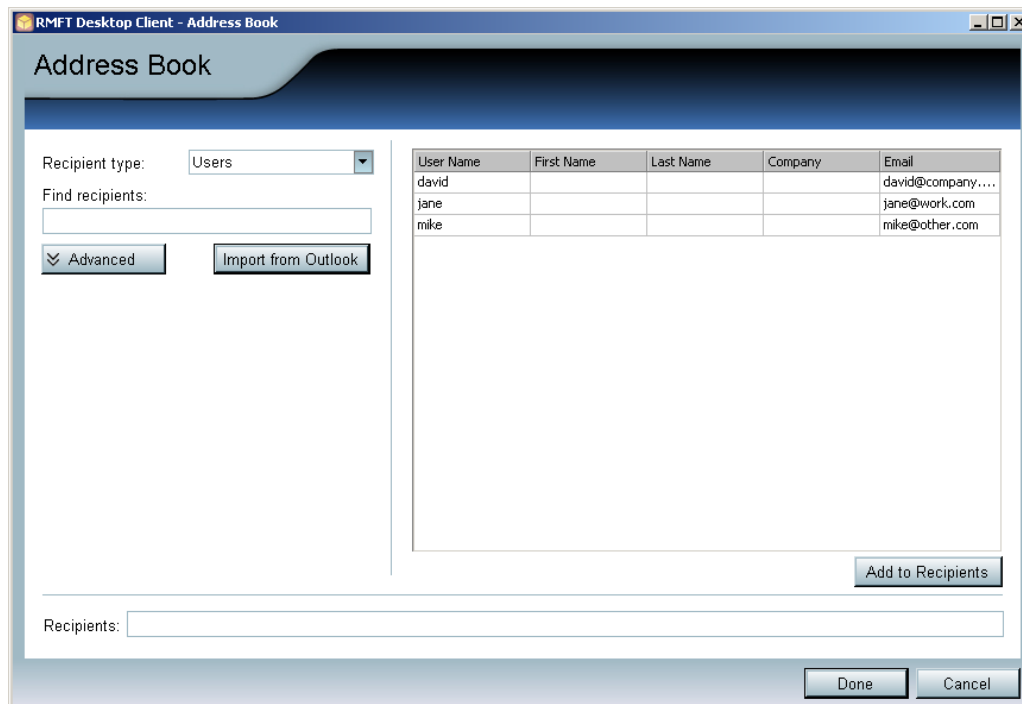 RMFT Desktop Client - Address Book
Address Book
Recipient type: Users
Find recipients:
Advanced Import from Outlook
User Name First Name Last Name Company Email
david david@company....
jane jane@work.com
mike mike@other.com
Add to Recipients
Recipients:
Done Cancel